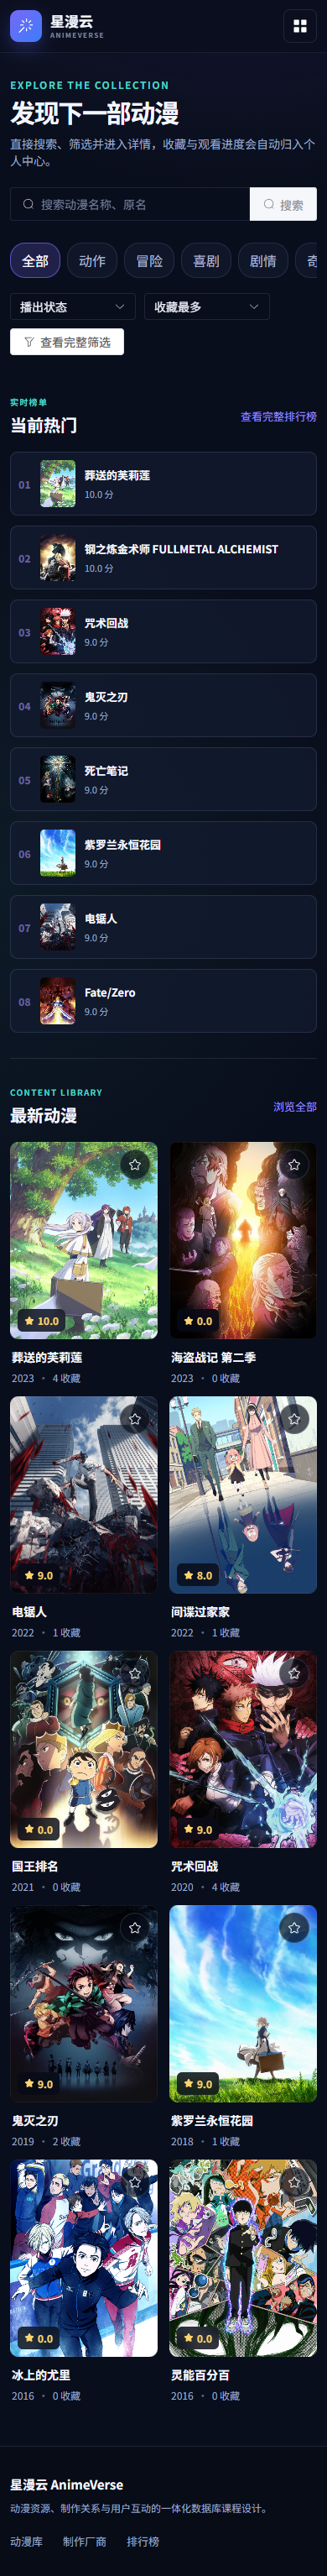 星漫云
ANIMEVERSE
EXPLORE THE COLLECTION
发现下一部动漫
直接搜索、筛选并进入详情，收藏与观看进度会自动归入个
人中心。
搜索动漫名称、原名
搜索
全部 动作 冒险 喜剧 剧情
播出状态 收藏最多
查看完整筛选
实时榜单
当前热门
查看完整排行榜
01
葬送的芙莉莲
10.0 分
02
钢之炼金术师 FULLMETAL ALCHEMIST
10.0 分
03
咒术回战
9.0 分
04
鬼灭之刃
9.0 分
05
死亡笔记
9.0 分
06
紫罗兰永恒花园
9.0 分
07
电锯人
9.0 分
08
Fate/Zero
9.0 分
CONTENT LIBRARY
最新动漫
浏览全部
10.0
葬送的芙莉莲
2023 • 4 收藏
0.0
海盗战记 第二季
2023 • 0 收藏
9.0
电锯人
2022 • 1 收藏
8.0
间谍过家家
2022 • 1 收藏
0.0
国王排名
2021 • 0 收藏
9.0
咒术回战
2020 • 4 收藏
9.0
鬼灭之刃
2019 • 2 收藏
9.0
紫罗兰永恒花园
2018 • 1 收藏
0.0
冰上的尤里
2016 • 0 收藏
0.0
灵能百分百
2016 • 0 收藏
星漫云 AnimeVerse
动漫资源、制作关系与用户互动的一体化数据库课程设计。
动漫库 制作厂商 排行榜